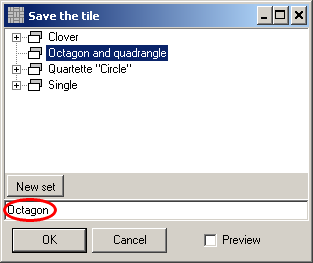 Save the tile
Clover
Octagon and quadrangle
Quartette "Circle"
Single
New set
Octagon
OK
Cancel
Preview